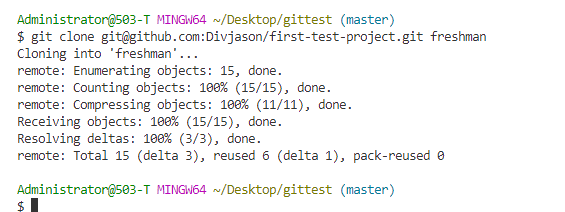 Administrator@503-T MINGW64 ~/Desktop/gittest (master)
$ git clone git@github.com:Divjason/first-test-project.git freshman
Cloning into 'freshman'...
remote: Enumerating objects: 15, done.
remote: Counting objects: 100% (15/15), done.
remote: Compressing objects: 100% (11/11), done.
Receiving objects: 100% (15/15), done.
Resolving deltas: 100% (3/3), done.
remote: Total 15 (delta 3), reused 6 (delta 1), pack-reused 0
Administrator@503-T MINGW64 ~/Desktop/gittest (master)
$